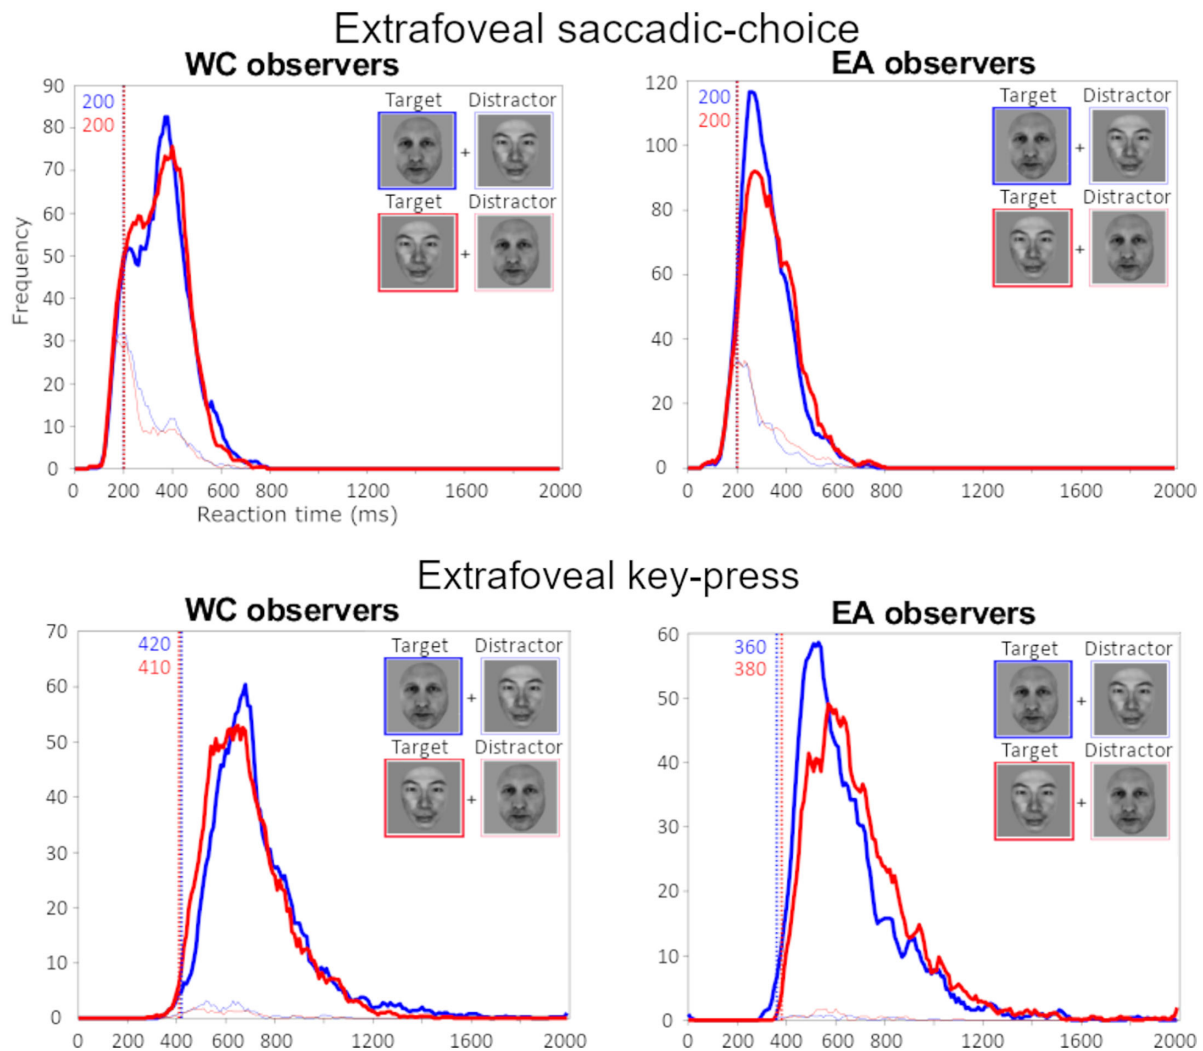 Extrafoveal saccadic-choice
WC observers
90
80
70
60
50
40
30
20
10
0
Frequency
200
200
Target Distractor
+
Target Distractor
+
0 200 400 800 1200 1600 2000
Reaction time (ms)
EA observers
120
100
80
60
40
20
0
200
200
Target Distractor
+
Target Distractor
+
0 200 400 800 1200 1600 2000
Extrafoveal key-press
WC observers
70
60
50
40
30
20
10
0
420
410
Target Distractor
+
Target Distractor
+
0 200 400 600 800 1200 1600 2000
EA observers
60
50
40
30
20
10
0
360
380
Target Distractor
+
Target Distractor
+
0 200 400 600 800 1200 1600 2000